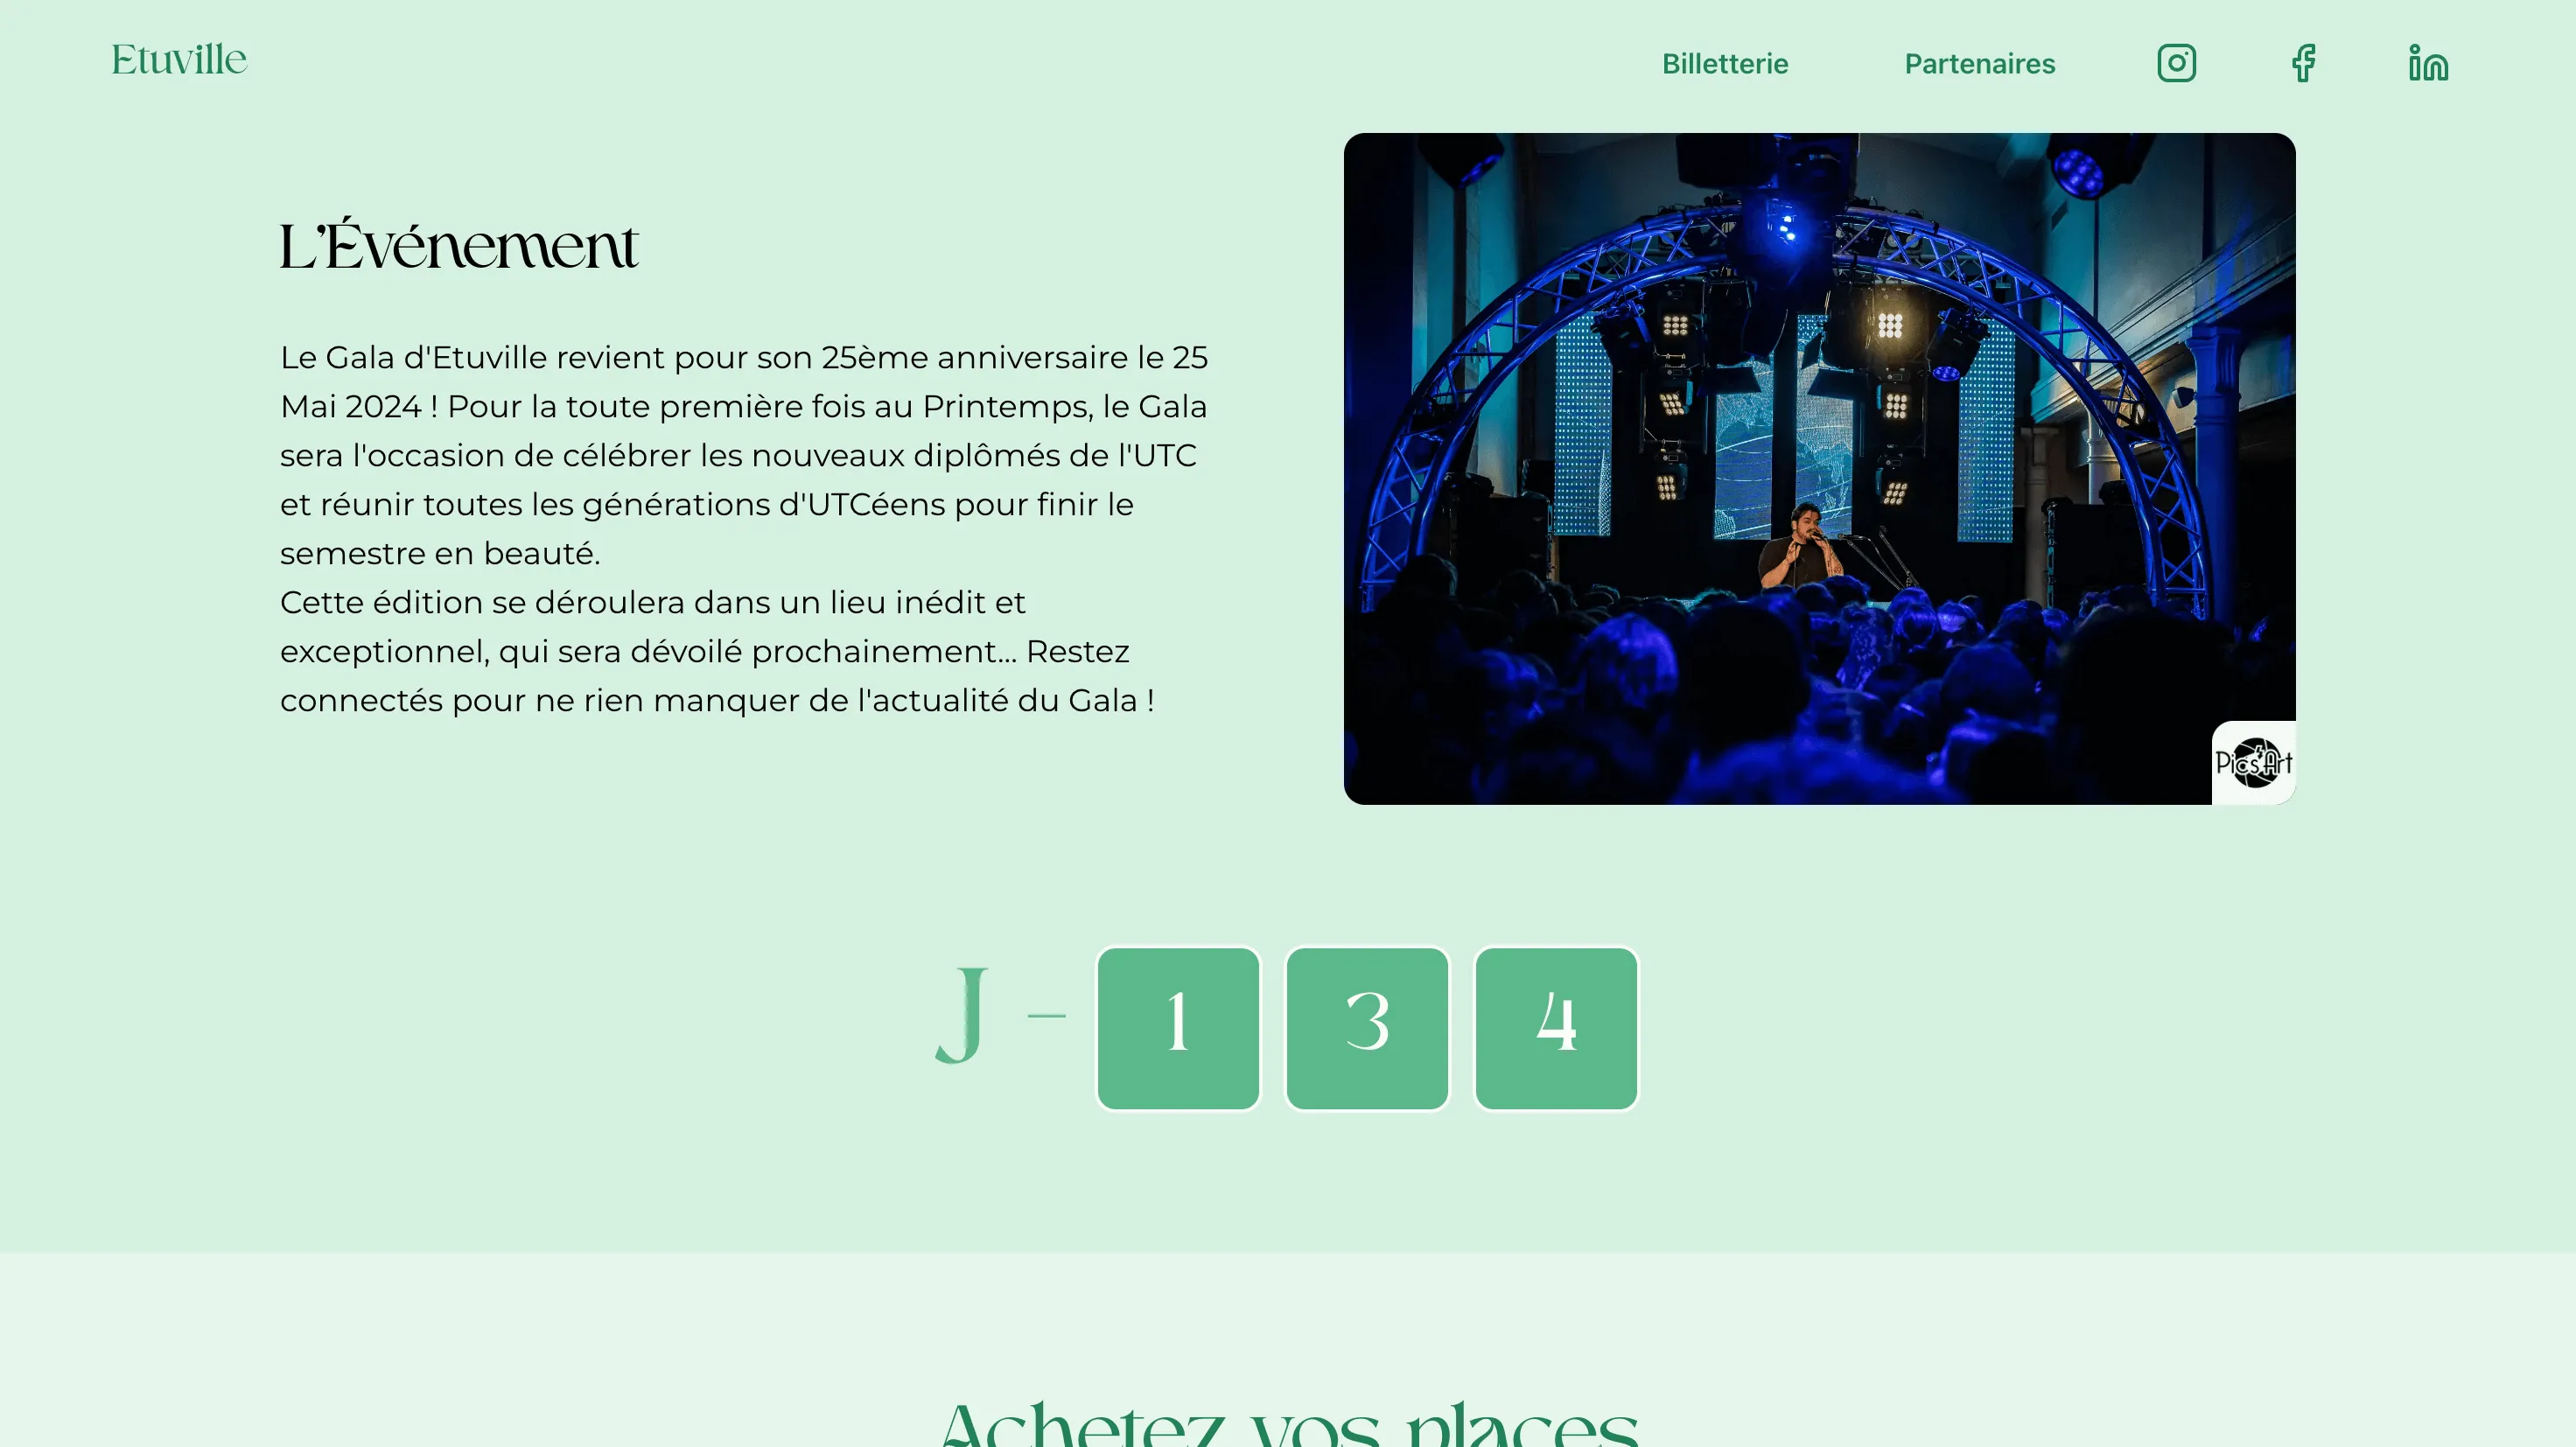 Etuville
Billetterie
Partenaires
L'Événement
Le Gala d'Etuville revient pour son 25ème anniversaire le 25
Mai 2024 ! Pour la toute première fois au Printemps, le Gala
sera l'occasion de célébrer les nouveaux diplômés de l'UTC
et réunir toutes les générations d'UTCéens pour finir le
semestre en beauté.
Cette édition se déroulera dans un lieu inédit et
exceptionnel, qui sera dévoilé prochainement... Restez
connectés pour ne rien manquer de l'actualité du Gala !
Pics'Art
J – 1 3 4
Achetez vos places